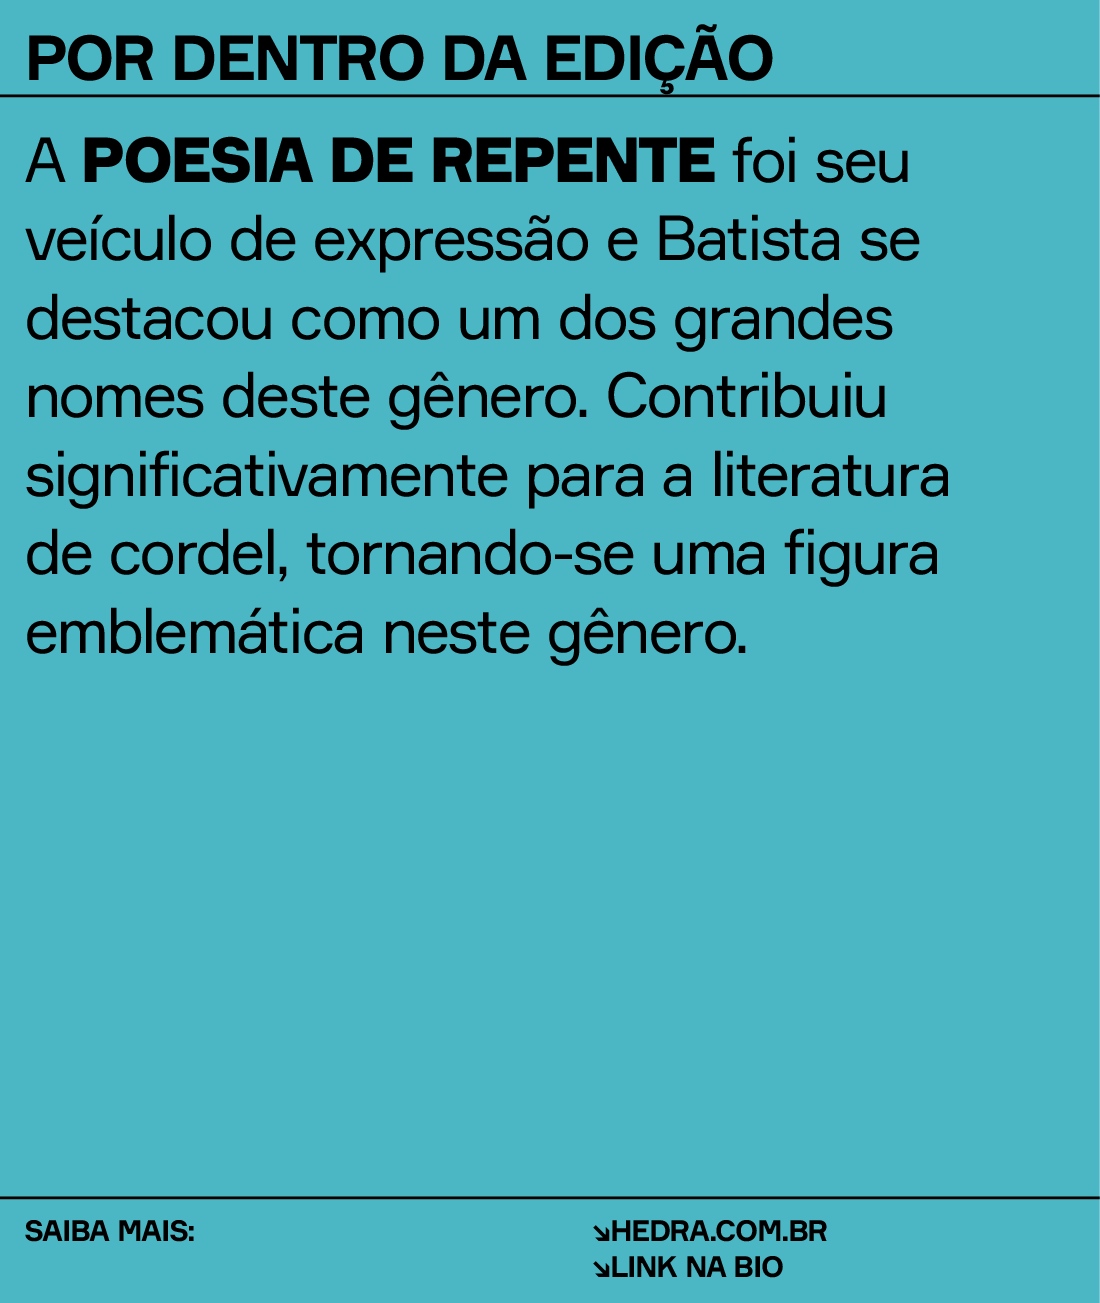 POR DENTRO DA EDIÇÃO
A POESIA DE REPENTE foi seu
veículo de expressão e Batista se
destacou como um dos grandes
nomes deste gênero. Contribuiu
significativamente para a literatura
de cordel, tornando-se uma figura
emblemática neste gênero.
SAIBA MAIS:
↘HEDRA.COM.BR
↘LINK NA BIO